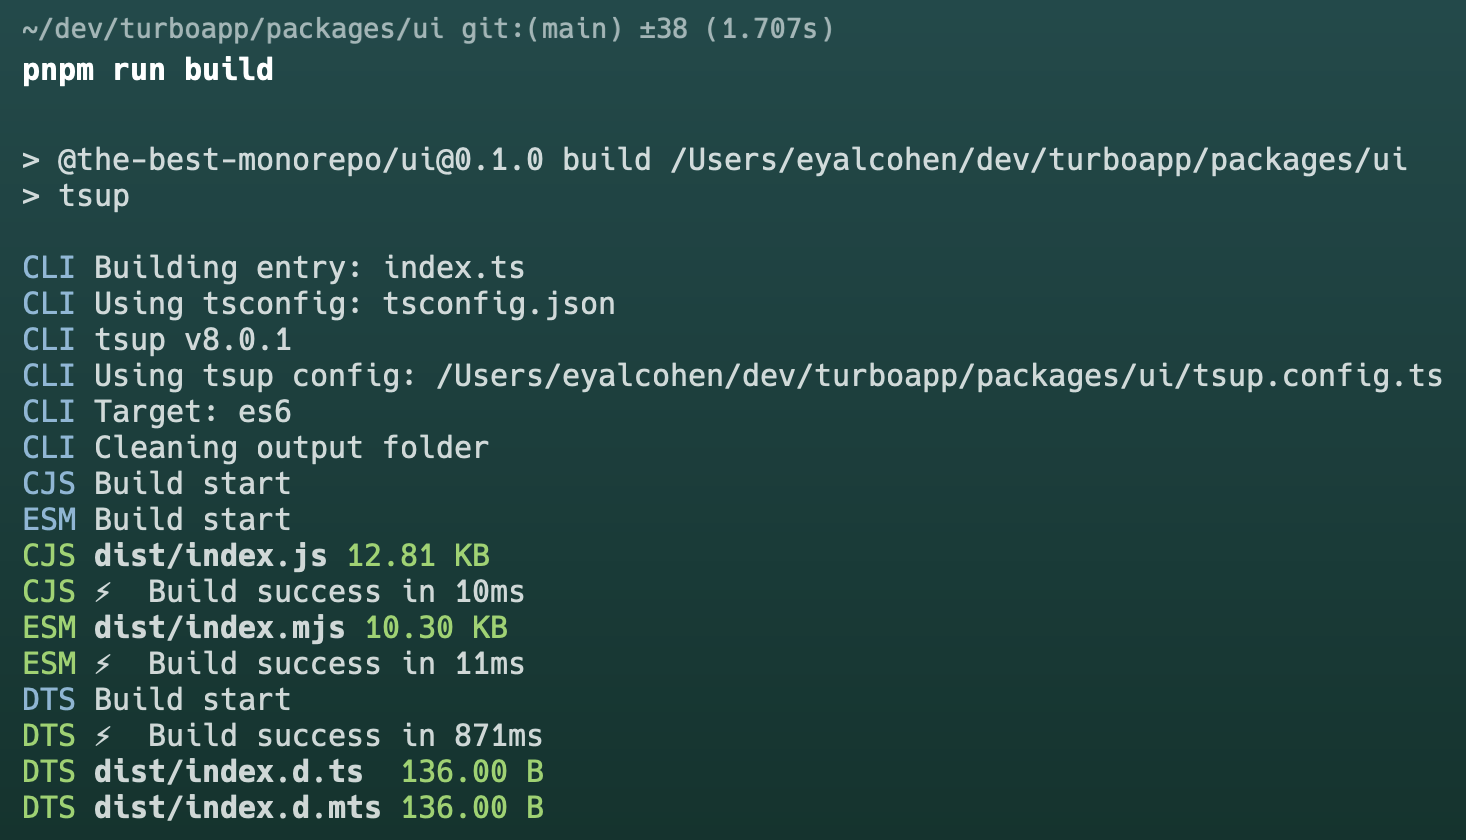 ~/dev/turboapp/packages/ui git:(main) ±38 (1.707s)
pnpm run build
> @the-best-monorepo/ui@0.1.0 build /Users/eyalcohen/dev/turboapp/packages/ui
> tsup
CLI Building entry: index.ts
CLI Using tsconfig: tsconfig.json
CLI tsup v8.0.1
CLI Using tsup config: /Users/eyalcohen/dev/turboapp/packages/ui/tsup.config.ts
CLI Target: es6
CLI Cleaning output folder
CJS Build start
ESM Build start
CJS dist/index.js 12.81 KB
CJS ⚡ Build success in 10ms
ESM dist/index.mjs 10.30 KB
ESM ⚡ Build success in 11ms
DTS Build start
DTS ⚡ Build success in 871ms
DTS dist/index.d.ts 136.00 B
DTS dist/index.d.mts 136.00 B